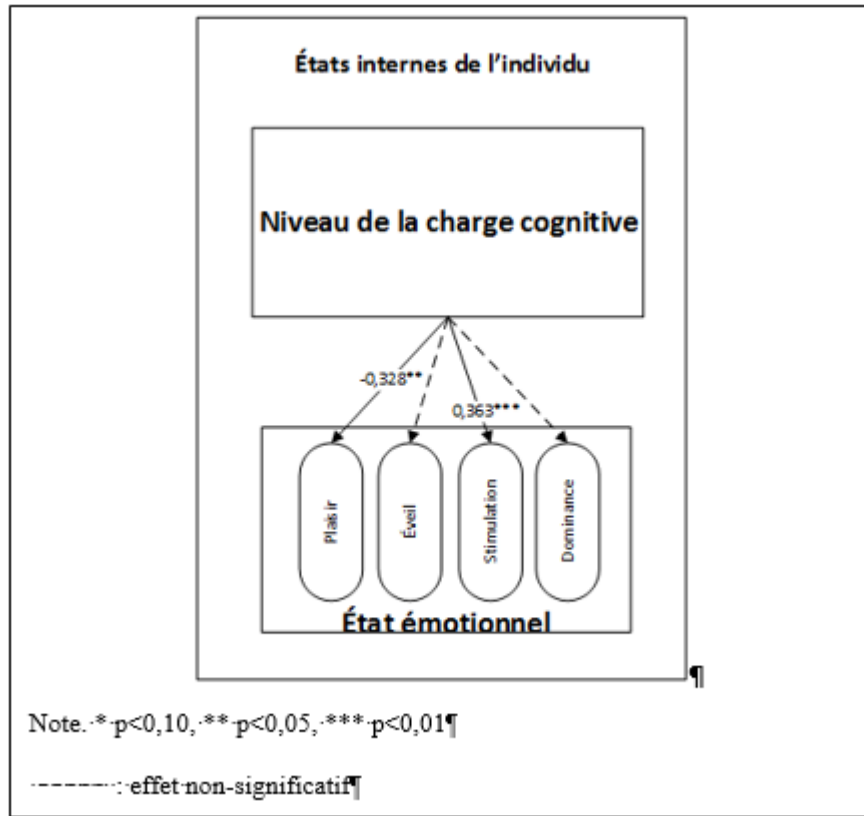 États internes de l’individu
Niveau de la charge cognitive
-0,328**
0,363***
Plaisir
Éveil
Stimulation
Dominance
État émotionnel
¶
Note.·*·p<0,10,·**·p<0,05,·***·p<0,01¶
-------·:·effet·non-significatif¶